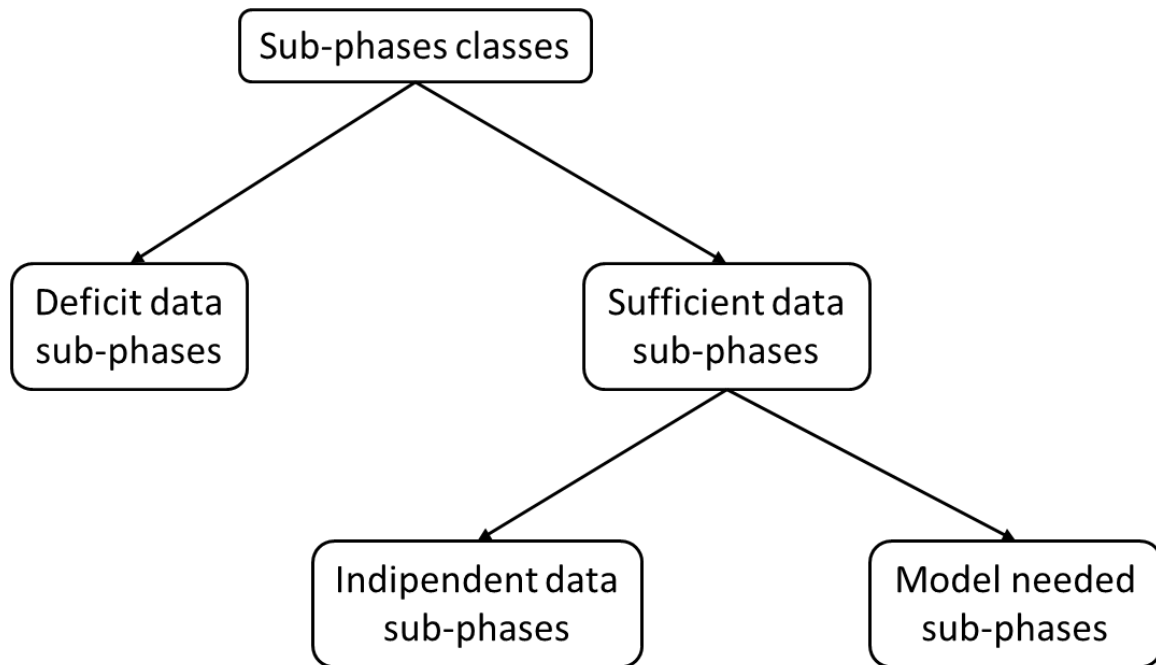 Sub-phases classes
Deficit data
sub-phases
Sufficient data
sub-phases
Indipendent data
sub-phases
Model needed
sub-phases